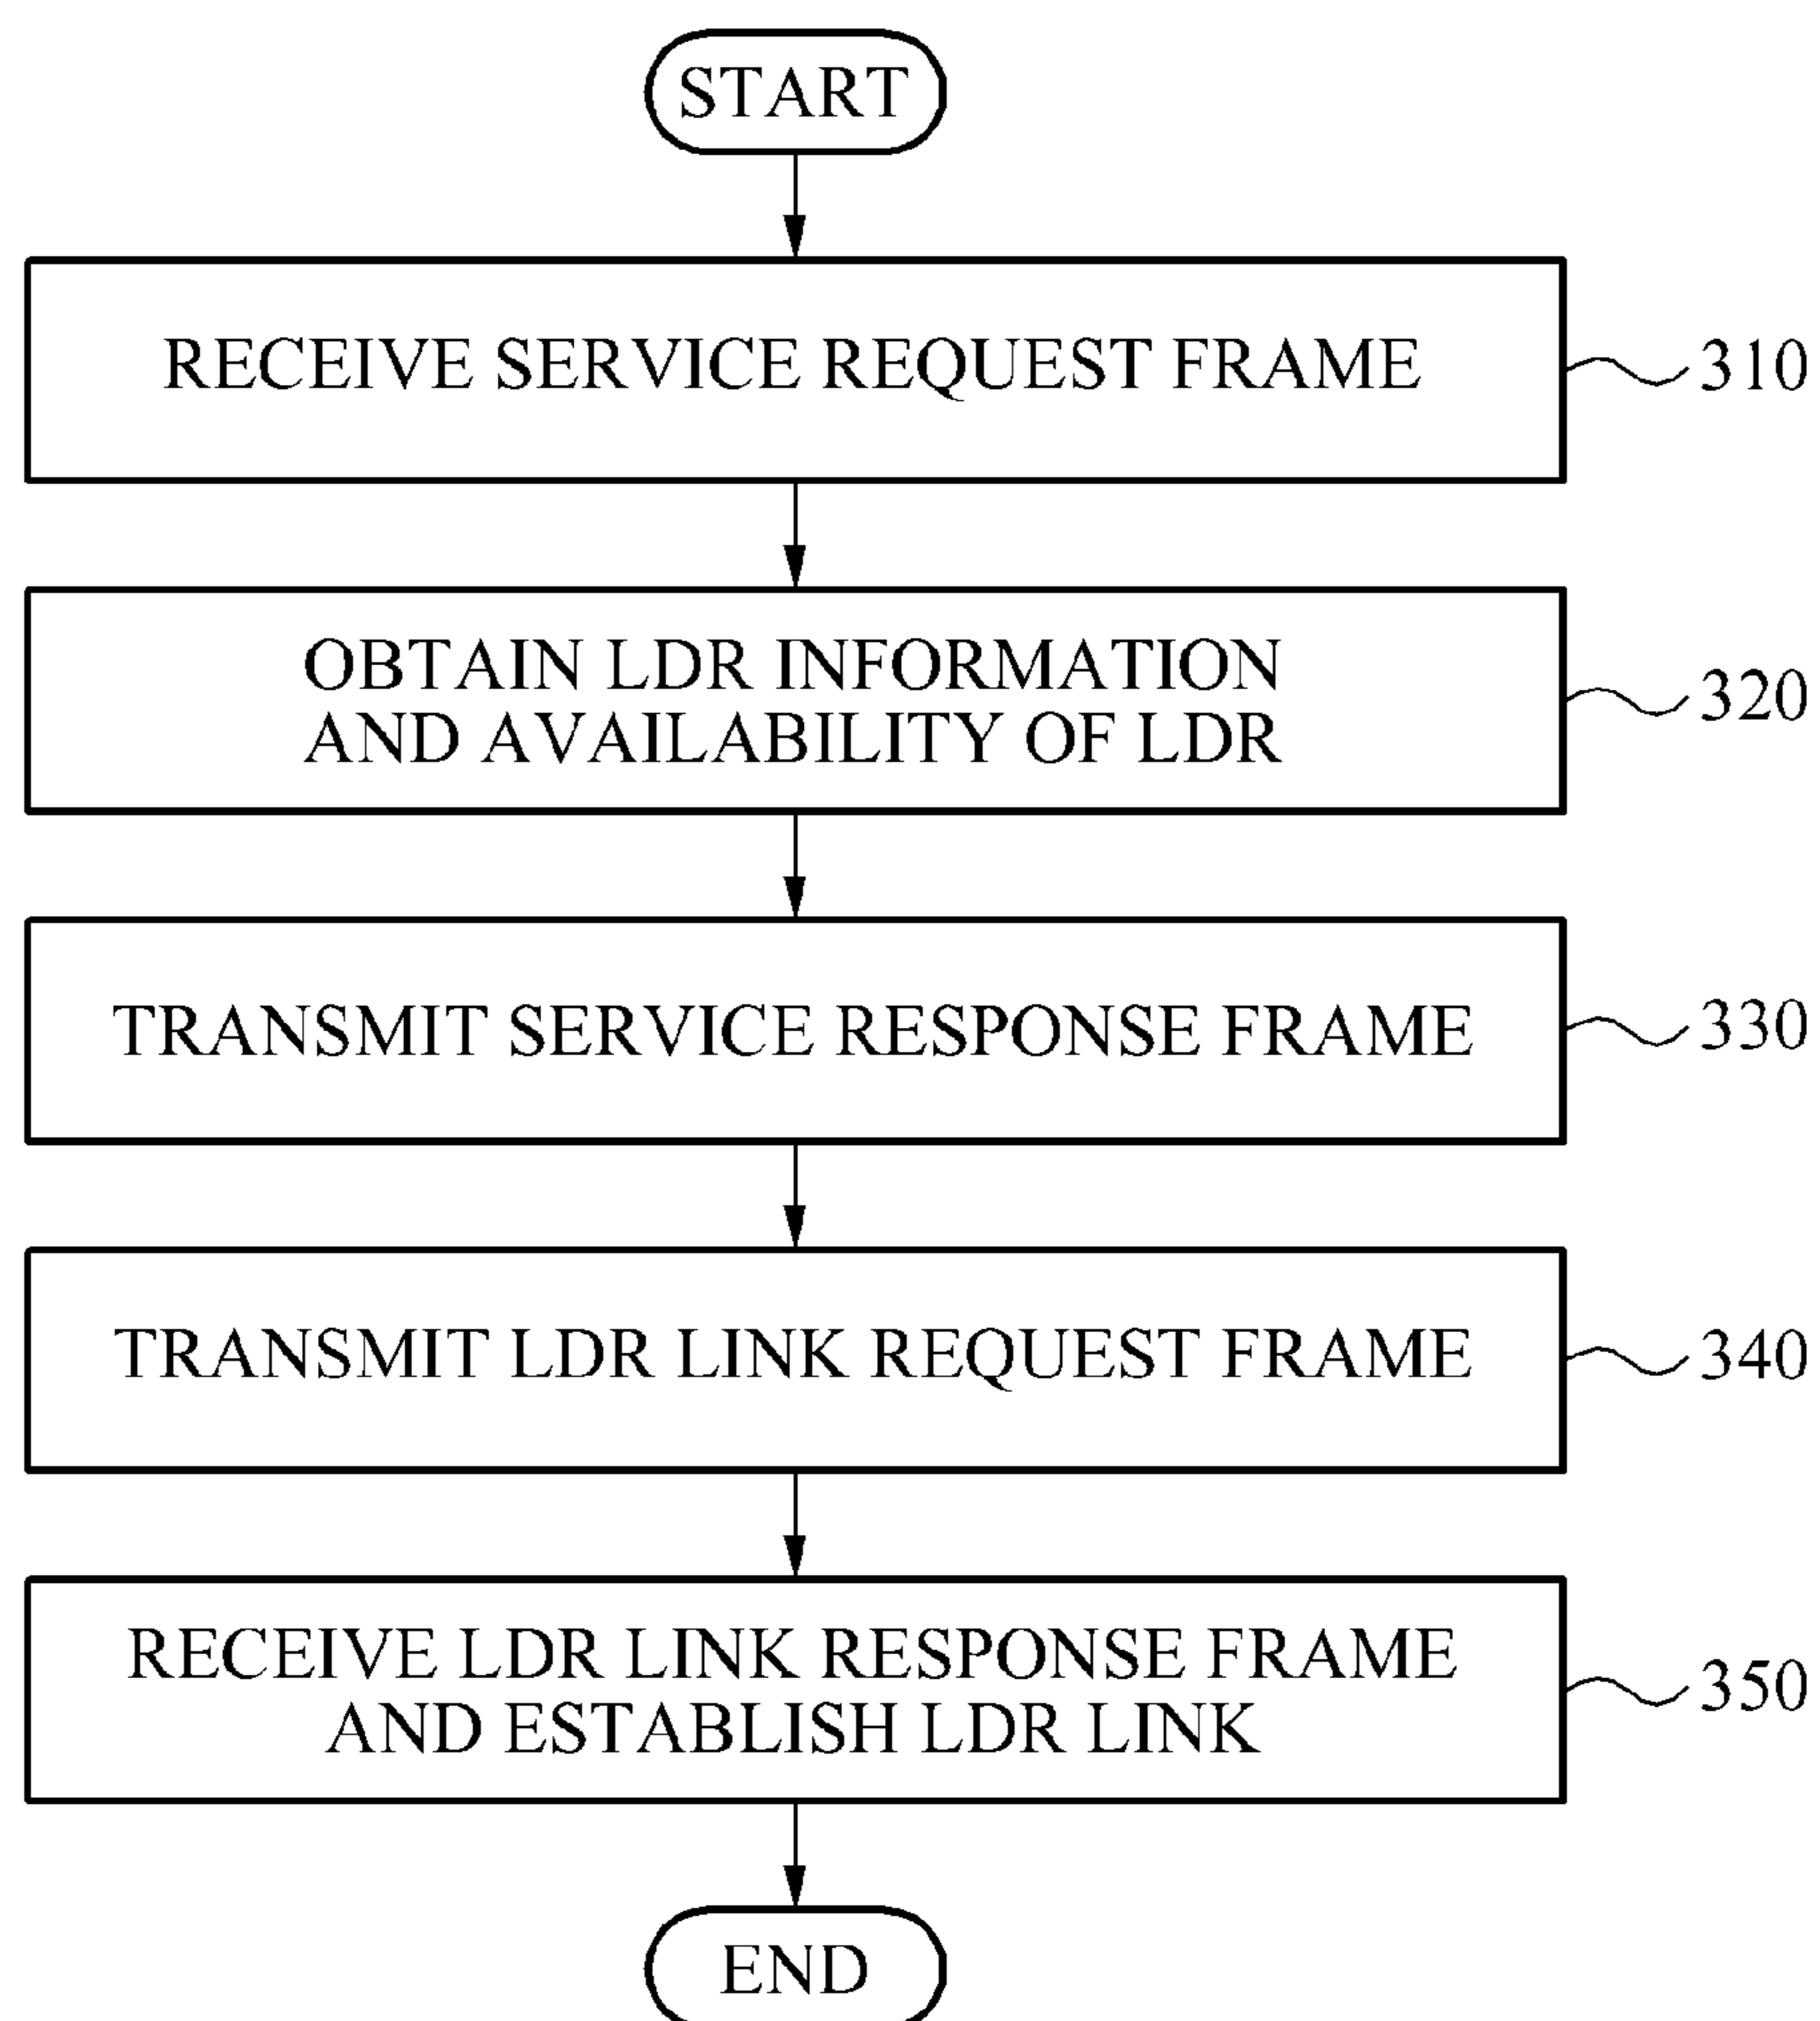 START
RECEIVE SERVICE REQUEST FRAME
310
OBTAIN LDR INFORMATION
AND AVAILABILITY OF LDR
320
TRANSMIT SERVICE RESPONSE FRAME
330
TRANSMIT LDR LINK REQUEST FRAME
340
RECEIVE LDR LINK RESPONSE FRAME
AND ESTABLISH LDR LINK
350
END